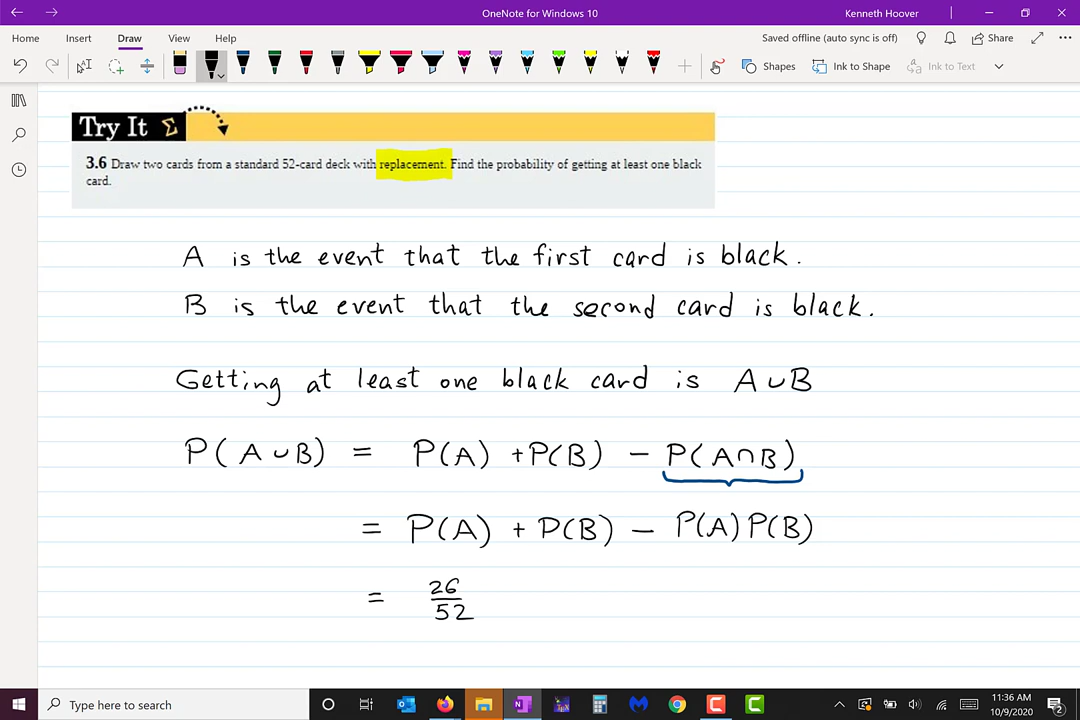 OneNote for Windows 10
Kenneth Hoover
Home Insert Draw View Help
Saved offline (auto sync is off)
Share
Shapes
Ink to Shape
Ink to Text
Try It Σ
3.6 Draw two cards from a standard 52-card deck with replacement. Find the probability of getting at least one black
card.
A is the event that the first card is black.
B is the event that the second card is black.
Getting at least one black card is A∪B
P(A∪B) = P(A) + P(B) − P(A∩B)
= P(A) + P(B) − P(A)P(B)
= 26/52
Type here to search
11:36 AM
10/9/2020
2